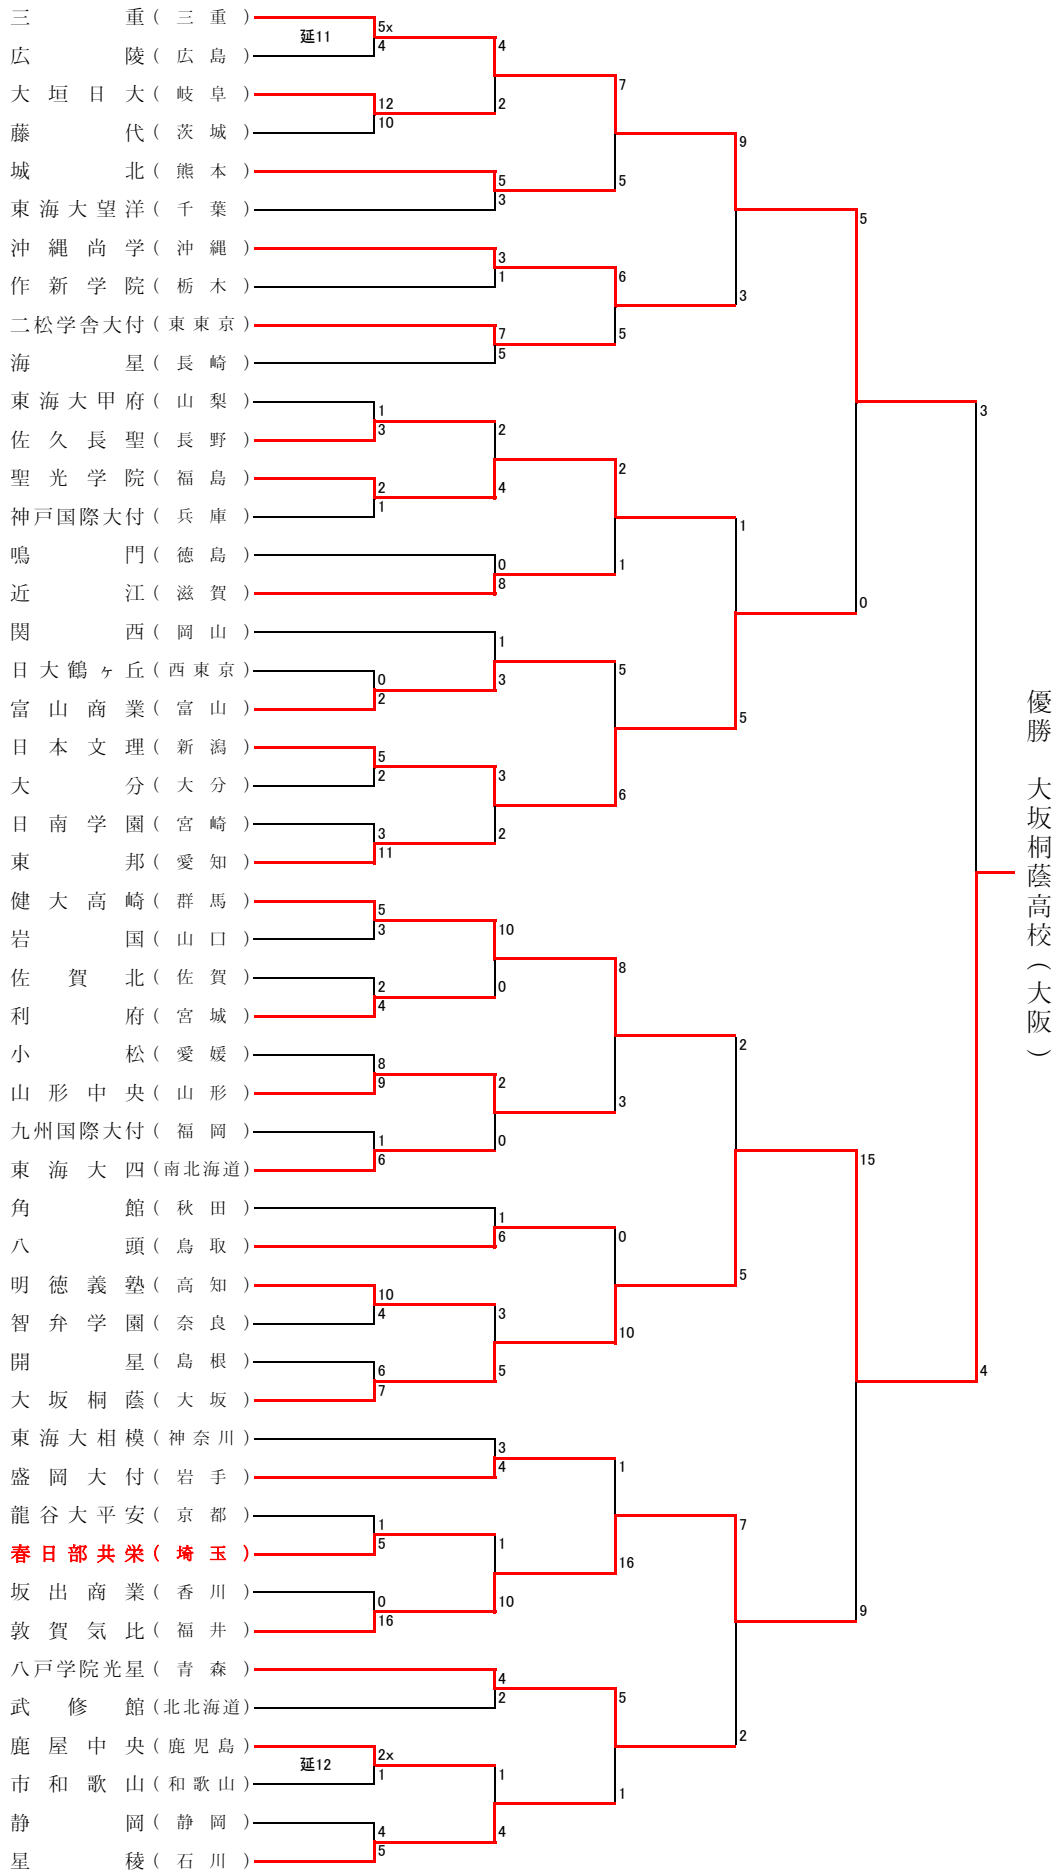 三重(三重)
5x
延11
4
広陵(広島)
4
7
大垣日大(岐阜)
12
2
10
藤代(茨城)
9
城北(熊本)
5
5
3
東海大望洋(千葉)
5
沖縄尚学(沖縄)
3
6
1
作新学院(栃木)
3
二松学舎大付(東東京)
7
5
5
海星(長崎)
東海大甲府(山梨)
1
3
3
2
佐久長聖(長野)
2
聖光学院(福島)
2
4
1
神戸国際大付(兵庫)
1
鳴門(徳島)
0
1
8
近江(滋賀)
0
関西(岡山)
1
日大鶴ヶ丘(西東京)
0
3
5
2
富山商業(富山)
5
日本文理(新潟)
5
3
2
大分(大分)
6
日南学園(宮崎)
3
2
11
東邦(愛知)
健大高崎(群馬)
5
10
3
岩国(山口)
8
佐賀北(佐賀)
2
0
4
利府(宮城)
2
小松(愛媛)
8
2
9
山形中央(山形)
3
九州国際大付(福岡)
1
0
6
東海大四(南北海道)
15
角館(秋田)
1
0
6
八頭(鳥取)
5
明徳義塾(高知)
10
3
4
智弁学園(奈良)
10
開星(島根)
6
5
7
大坂桐蔭(大坂)
4
東海大相模(神奈川)
3
1
4
盛岡大付(岩手)
龍谷大平安(京都)
1
7
5
1
春日部共栄(埼玉)
16
坂出商業(香川)
0
10
9
16
敦賀気比(福井)
八戸学院光星(青森)
4
5
2
武修館(北北海道)
2
鹿屋中央(鹿児島)
2x
延12
1
1
市和歌山(和歌山)
1
静岡(静岡)
4
4
5
星稜(石川)
優勝 大坂桐蔭高校(大阪)